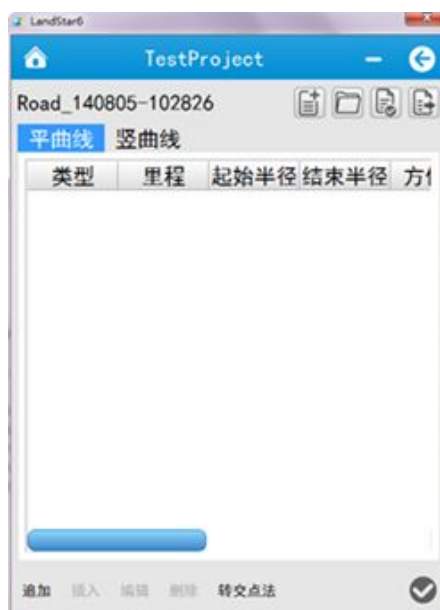 LandStar6
TestProject
Road_140805-102826
平曲线 竖曲线
类型 里程 起始半径 结束半径 方
追加 插入 编辑 删除 转交点法